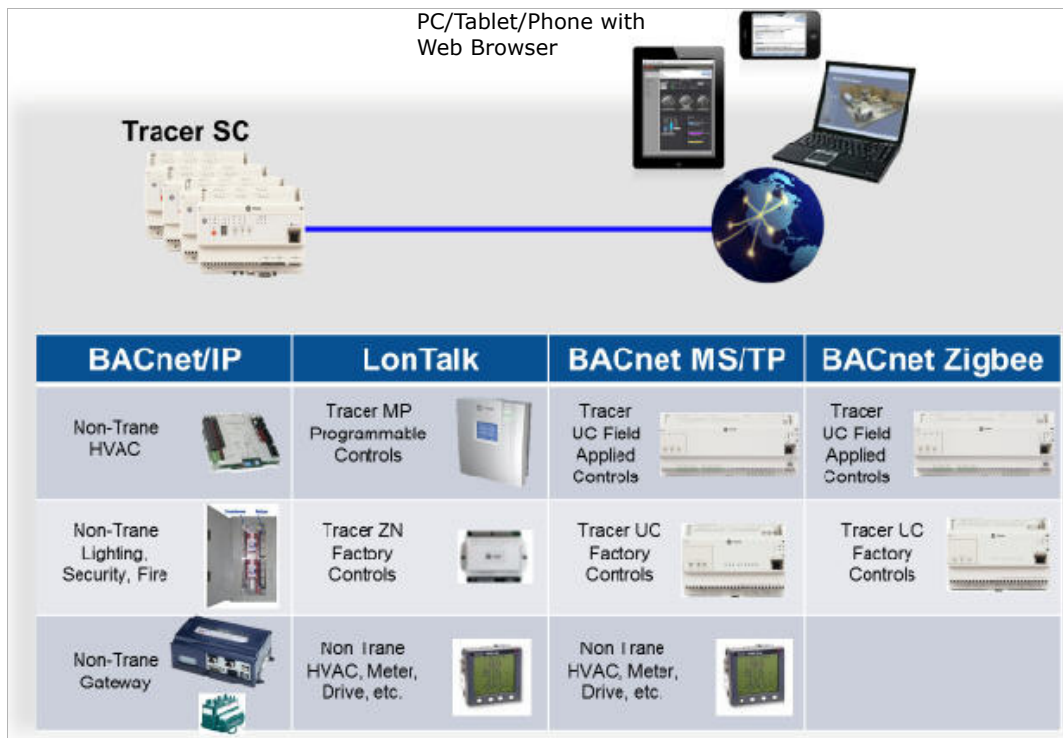 PC/Tablet/Phone with
Web Browser
Tracer SC
BACnet/IP
LonTalk
BACnet MS/TP
BACnet Zigbee
Non-Trane
HVAC
Tracer MP
Programmable
Controls
Tracer
UC Field
Applied
Controls
Tracer
UC Field
Applied
Controls
Non-Trane
Lighting,
Security, Fire
Tracer ZN
Factory
Controls
Tracer UC
Factory
Controls
Tracer UC
Factory
Controls
Non-Trane
Gateway
Non Trane
HVAC, Meter,
Drive, etc.
Non Trane
HVAC, Meter,
Drive, etc.